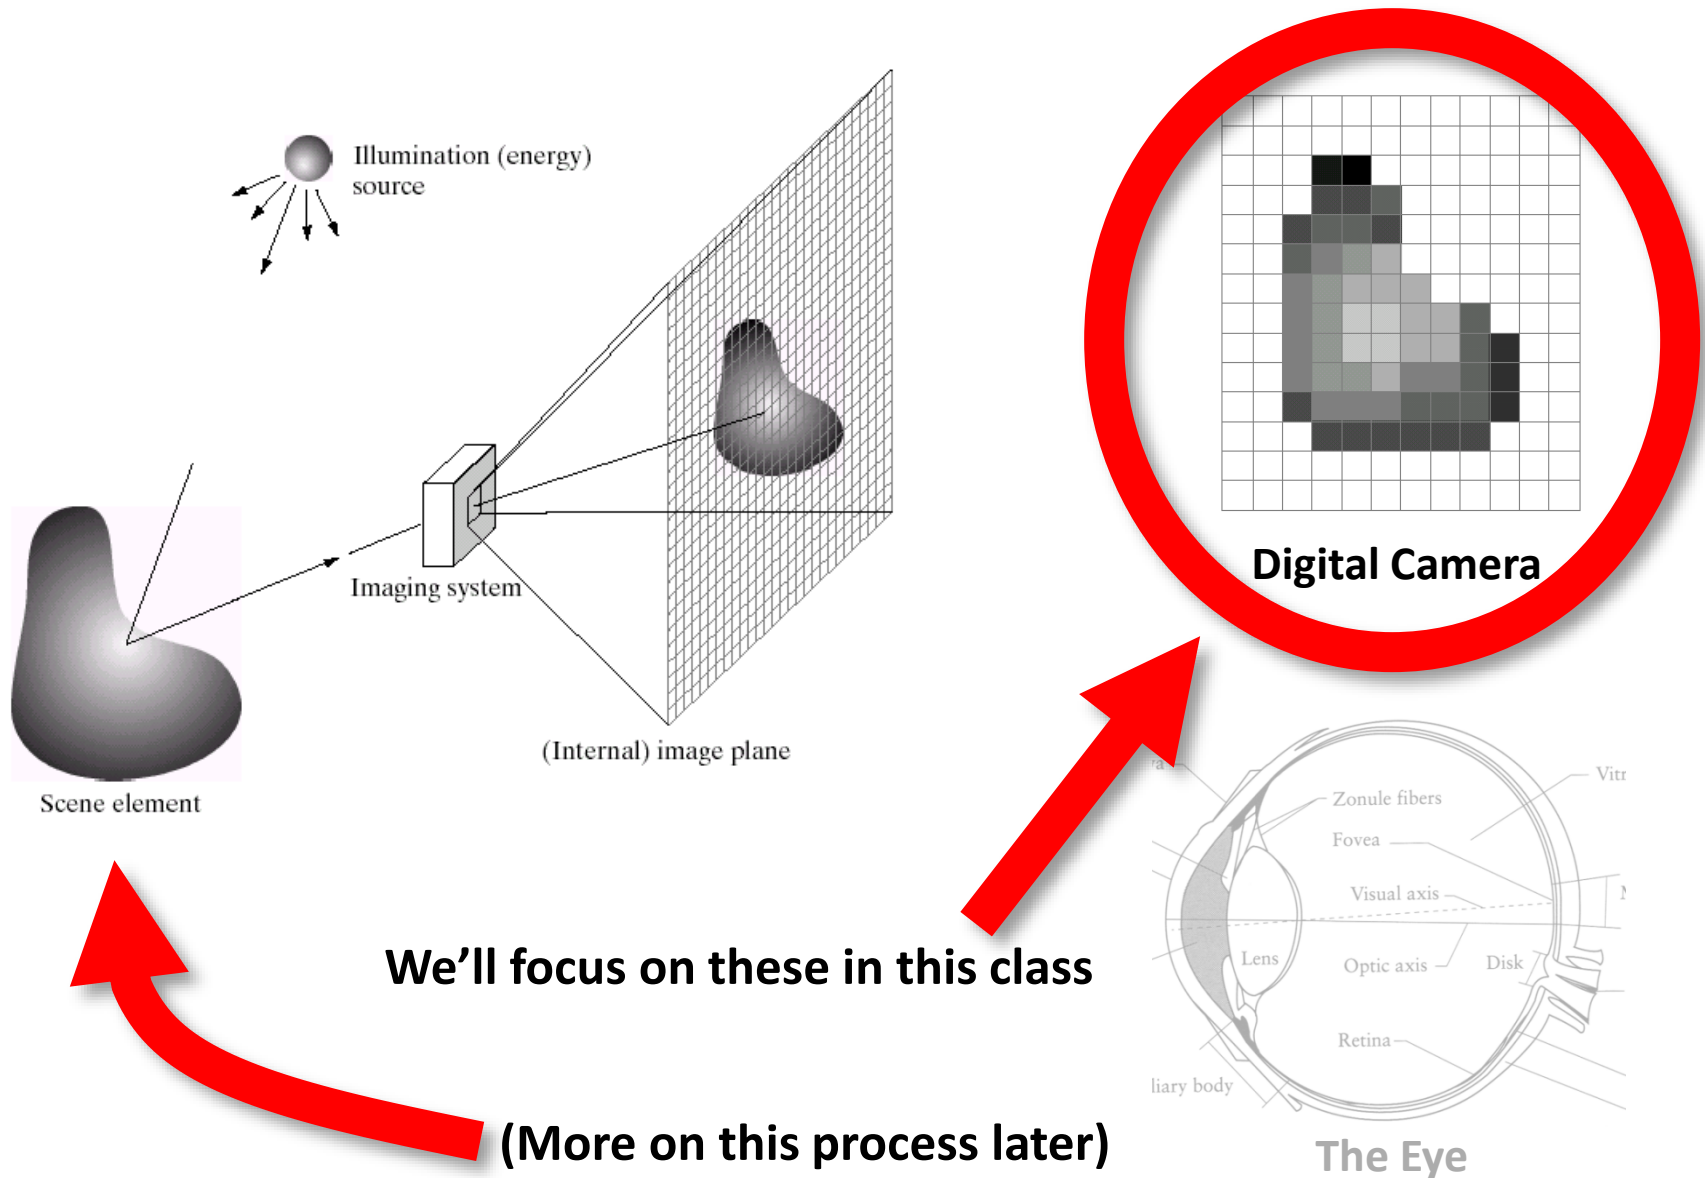 Illumination (energy)
source
Imaging system
(Internal) image plane
Scene element
Digital Camera
Zonule fibers
Fovea
Visual axis
Lens
Optic axis
Disk
Retina
body
The Eye
We’ll focus on these in this class
(More on this process later)